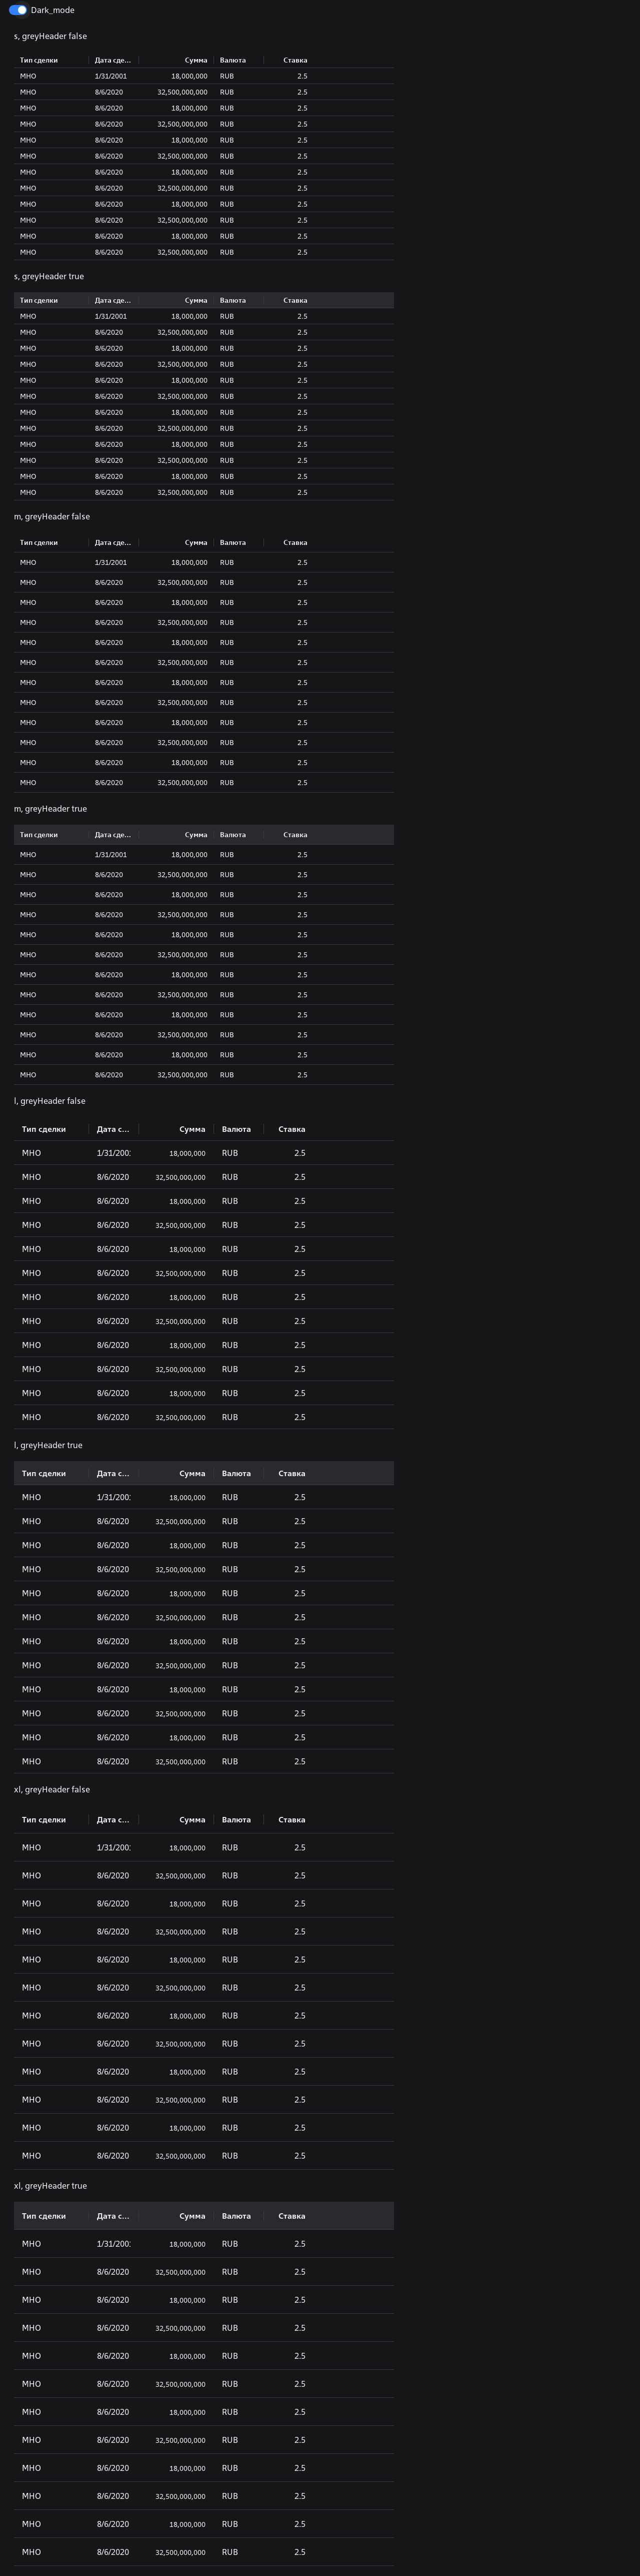 Dark_mode
s, greyHeader false
Тип сделки Дата сде... Сумма Валюта Ставка
МНО 1/31/2001 18,000,000 RUB 2.5
МНО 8/6/2020 32,500,000,000 RUB 2.5
МНО 8/6/2020 18,000,000 RUB 2.5
МНО 8/6/2020 32,500,000,000 RUB 2.5
МНО 8/6/2020 18,000,000 RUB 2.5
МНО 8/6/2020 32,500,000,000 RUB 2.5
МНО 8/6/2020 18,000,000 RUB 2.5
МНО 8/6/2020 32,500,000,000 RUB 2.5
МНО 8/6/2020 18,000,000 RUB 2.5
МНО 8/6/2020 32,500,000,000 RUB 2.5
МНО 8/6/2020 18,000,000 RUB 2.5
МНО 8/6/2020 32,500,000,000 RUB 2.5
s, greyHeader true
Тип сделки Дата сде... Сумма Валюта Ставка
МНО 1/31/2001 18,000,000 RUB 2.5
МНО 8/6/2020 32,500,000,000 RUB 2.5
МНО 8/6/2020 18,000,000 RUB 2.5
МНО 8/6/2020 32,500,000,000 RUB 2.5
МНО 8/6/2020 18,000,000 RUB 2.5
МНО 8/6/2020 32,500,000,000 RUB 2.5
МНО 8/6/2020 18,000,000 RUB 2.5
МНО 8/6/2020 32,500,000,000 RUB 2.5
МНО 8/6/2020 18,000,000 RUB 2.5
МНО 8/6/2020 32,500,000,000 RUB 2.5
МНО 8/6/2020 18,000,000 RUB 2.5
МНО 8/6/2020 32,500,000,000 RUB 2.5
m, greyHeader false
Тип сделки Дата сде... Сумма Валюта Ставка
МНО 1/31/2001 18,000,000 RUB 2.5
МНО 8/6/2020 32,500,000,000 RUB 2.5
МНО 8/6/2020 18,000,000 RUB 2.5
МНО 8/6/2020 32,500,000,000 RUB 2.5
МНО 8/6/2020 18,000,000 RUB 2.5
МНО 8/6/2020 32,500,000,000 RUB 2.5
МНО 8/6/2020 18,000,000 RUB 2.5
МНО 8/6/2020 32,500,000,000 RUB 2.5
МНО 8/6/2020 18,000,000 RUB 2.5
МНО 8/6/2020 32,500,000,000 RUB 2.5
МНО 8/6/2020 18,000,000 RUB 2.5
МНО 8/6/2020 32,500,000,000 RUB 2.5
m, greyHeader true
Тип сделки Дата сде... Сумма Валюта Ставка
МНО 1/31/2001 18,000,000 RUB 2.5
МНО 8/6/2020 32,500,000,000 RUB 2.5
МНО 8/6/2020 18,000,000 RUB 2.5
МНО 8/6/2020 32,500,000,000 RUB 2.5
МНО 8/6/2020 18,000,000 RUB 2.5
МНО 8/6/2020 32,500,000,000 RUB 2.5
МНО 8/6/2020 18,000,000 RUB 2.5
МНО 8/6/2020 32,500,000,000 RUB 2.5
МНО 8/6/2020 18,000,000 RUB 2.5
МНО 8/6/2020 32,500,000,000 RUB 2.5
МНО 8/6/2020 18,000,000 RUB 2.5
МНО 8/6/2020 32,500,000,000 RUB 2.5
l, greyHeader false
Тип сделки Дата с... Сумма Валюта Ставка
МНО 1/31/2001 18,000,000 RUB 2.5
МНО 8/6/2020 32,500,000,000 RUB 2.5
МНО 8/6/2020 18,000,000 RUB 2.5
МНО 8/6/2020 32,500,000,000 RUB 2.5
МНО 8/6/2020 18,000,000 RUB 2.5
МНО 8/6/2020 32,500,000,000 RUB 2.5
МНО 8/6/2020 18,000,000 RUB 2.5
МНО 8/6/2020 32,500,000,000 RUB 2.5
МНО 8/6/2020 18,000,000 RUB 2.5
МНО 8/6/2020 32,500,000,000 RUB 2.5
МНО 8/6/2020 18,000,000 RUB 2.5
МНО 8/6/2020 32,500,000,000 RUB 2.5
l, greyHeader true
Тип сделки Дата с... Сумма Валюта Ставка
МНО 1/31/2001 18,000,000 RUB 2.5
МНО 8/6/2020 32,500,000,000 RUB 2.5
МНО 8/6/2020 18,000,000 RUB 2.5
МНО 8/6/2020 32,500,000,000 RUB 2.5
МНО 8/6/2020 18,000,000 RUB 2.5
МНО 8/6/2020 32,500,000,000 RUB 2.5
МНО 8/6/2020 18,000,000 RUB 2.5
МНО 8/6/2020 32,500,000,000 RUB 2.5
МНО 8/6/2020 18,000,000 RUB 2.5
МНО 8/6/2020 32,500,000,000 RUB 2.5
МНО 8/6/2020 18,000,000 RUB 2.5
МНО 8/6/2020 32,500,000,000 RUB 2.5
xl, greyHeader false
Тип сделки Дата с... Сумма Валюта Ставка
МНО 1/31/2001 18,000,000 RUB 2.5
МНО 8/6/2020 32,500,000,000 RUB 2.5
МНО 8/6/2020 18,000,000 RUB 2.5
МНО 8/6/2020 32,500,000,000 RUB 2.5
МНО 8/6/2020 18,000,000 RUB 2.5
МНО 8/6/2020 32,500,000,000 RUB 2.5
МНО 8/6/2020 18,000,000 RUB 2.5
МНО 8/6/2020 32,500,000,000 RUB 2.5
МНО 8/6/2020 18,000,000 RUB 2.5
МНО 8/6/2020 32,500,000,000 RUB 2.5
МНО 8/6/2020 18,000,000 RUB 2.5
МНО 8/6/2020 32,500,000,000 RUB 2.5
xl, greyHeader true
Тип сделки Дата с... Сумма Валюта Ставка
МНО 1/31/2001 18,000,000 RUB 2.5
МНО 8/6/2020 32,500,000,000 RUB 2.5
МНО 8/6/2020 18,000,000 RUB 2.5
МНО 8/6/2020 32,500,000,000 RUB 2.5
МНО 8/6/2020 18,000,000 RUB 2.5
МНО 8/6/2020 32,500,000,000 RUB 2.5
МНО 8/6/2020 18,000,000 RUB 2.5
МНО 8/6/2020 32,500,000,000 RUB 2.5
МНО 8/6/2020 18,000,000 RUB 2.5
МНО 8/6/2020 32,500,000,000 RUB 2.5
МНО 8/6/2020 18,000,000 RUB 2.5
МНО 8/6/2020 32,500,000,000 RUB 2.5